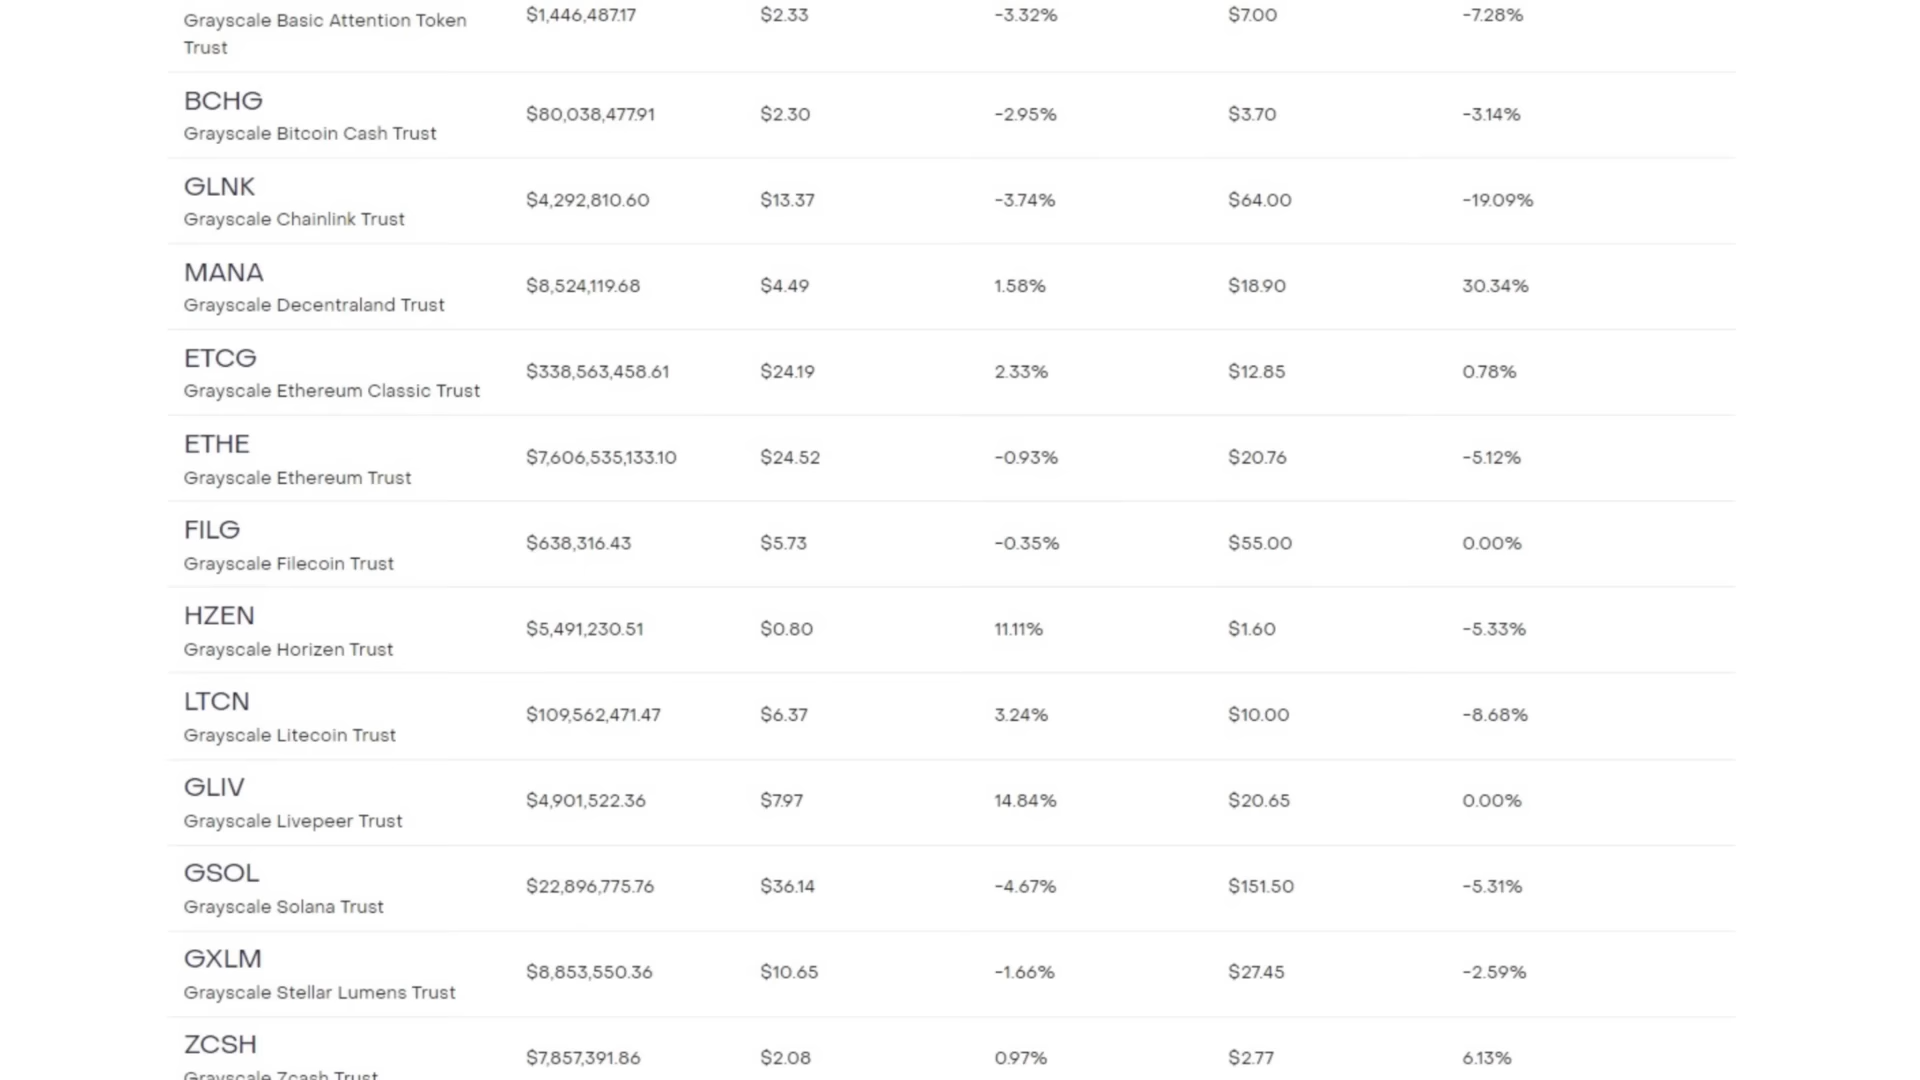 Grayscale Basic Attention Token
Trust
$1,446,487.17 $2.33 -3.32% $7.00 -7.28%
BCHG
Grayscale Bitcoin Cash Trust
$80,038,477.91 $2.30 -2.95% $3.70 -3.14%
GLNK
Grayscale Chainlink Trust
$4,292,810.60 $13.37 -3.74% $64.00 -19.09%
MANA
Grayscale Decentraland Trust
$8,524,119.68 $4.49 1.58% $18.90 30.34%
ETCG
Grayscale Ethereum Classic Trust
$338,563,458.61 $24.19 2.33% $12.85 0.78%
ETHE
Grayscale Ethereum Trust
$7,606,535,133.10 $24.52 -0.93% $20.76 -5.12%
FILG
Grayscale Filecoin Trust
$638,316.43 $5.73 -0.35% $55.00 0.00%
HZEN
Grayscale Horizen Trust
$5,491,230.51 $0.80 11.11% $1.60 -5.33%
LTCN
Grayscale Litecoin Trust
$109,562,471.47 $6.37 3.24% $10.00 -8.68%
GLIV
Grayscale Livepeer Trust
$4,901,522.36 $7.97 14.84% $20.65 0.00%
GSOL
Grayscale Solana Trust
$22,896,775.76 $36.14 -4.67% $151.50 -5.31%
GXLM
Grayscale Stellar Lumens Trust
$8,853,550.36 $10.65 -1.66% $27.45 -2.59%
ZCSH
Grayscale Zcash Trust
$7,857,391.86 $2.08 0.97% $2.77 6.13%